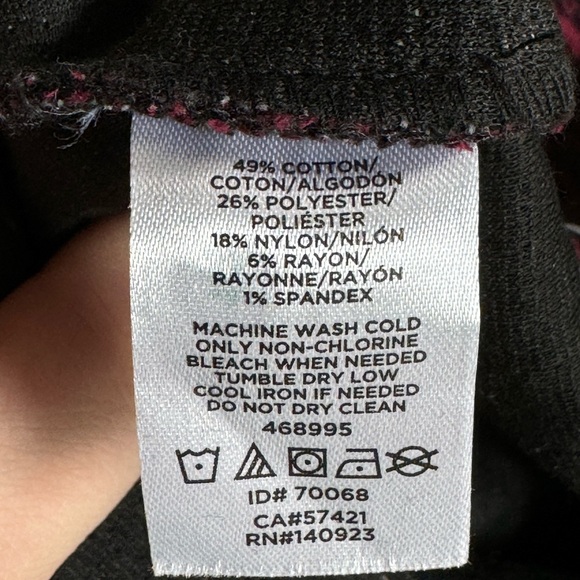 49% COTTON/
COTON/ALGODÓN
26% POLYESTER/
POLIÉSTER
18% NYLON/NILÓN
6% RAYON/
RAYONNE/RAYÓN
1% SPANDEX
MACHINE WASH COLD
ONLY NON-CHLORINE
BLEACH WHEN NEEDED
TUMBLE DRY LOW
COOL IRON IF NEEDED
DO NOT DRY CLEAN
468995
ID# 70068
CA#57421
RN#140923